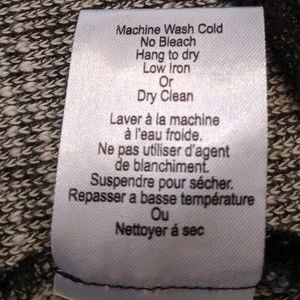 Machine Wash Cold
No Bleach
Hang to dry
Low Iron
Or
Dry Clean
Laver à la machine
à l'eau froide.
Ne pas utiliser d'agent
de blanchiment.
Suspendre pour sécher.
Repasser a basse température
Ou
Nettoyer á sec